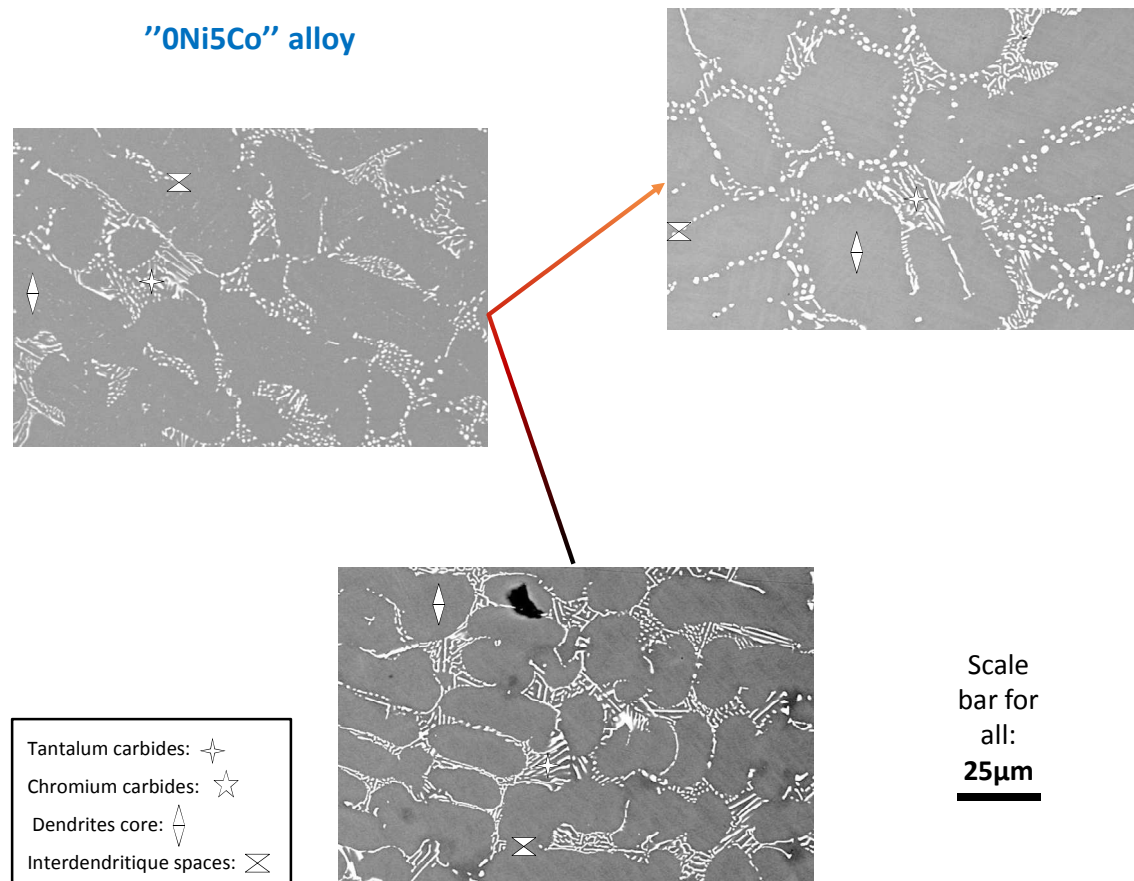 ’’0Ni5Co’’ alloy
Scale
bar for
all:
25µm
Tantalum carbides:
Chromium carbides:
Dendrites core:
Interdendritique spaces: